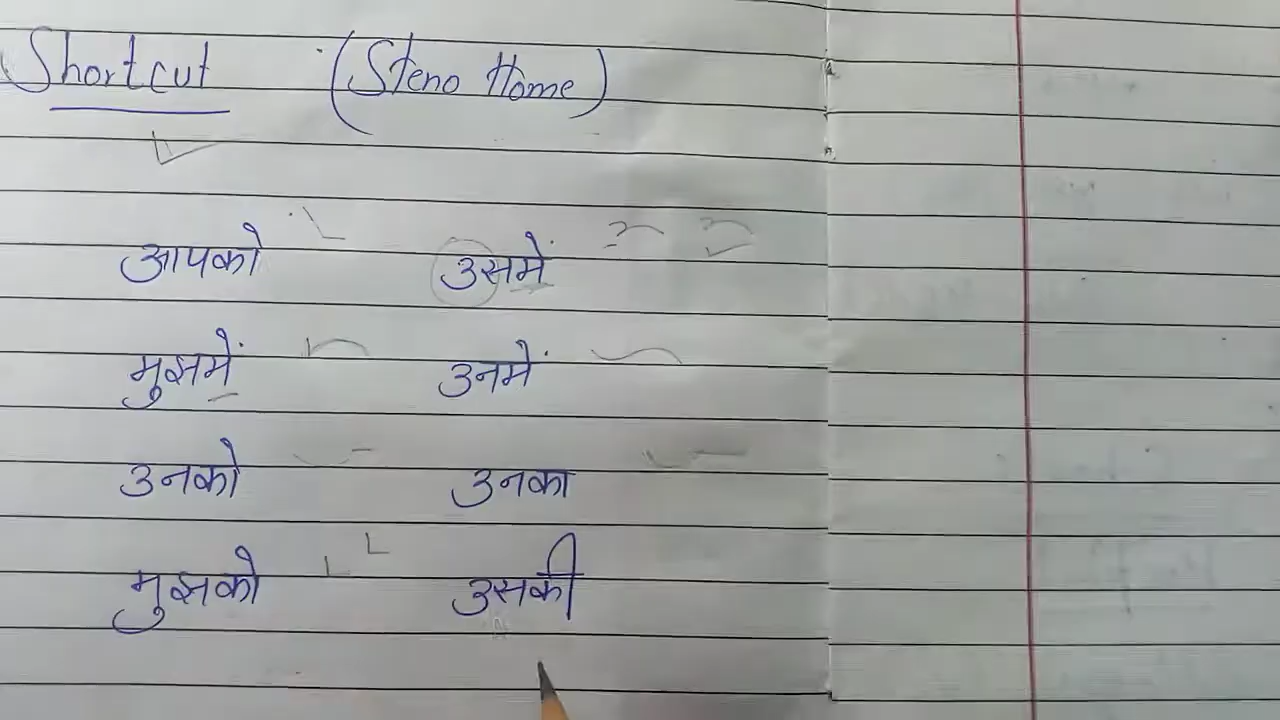 Shortcut (Steno Home)
आपको उसमें
मुझमें उनमें
उनको उनका
मुझको उसकी